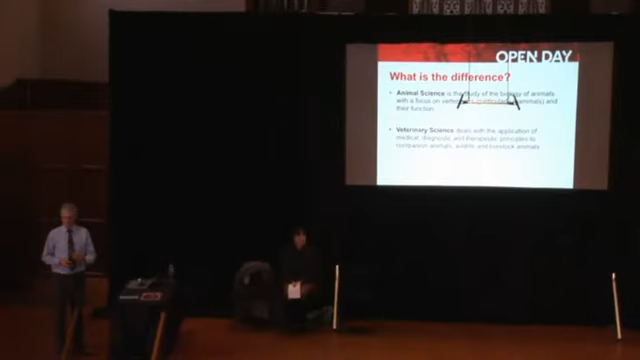 OPEN DAY
What is the difference?
• Animal Science is the study of the biology of animals
with a focus on vertebrates (particularly mammals) and
their function
• Veterinary Science deals with the application of
medical, diagnostic and therapeutic principles to
companion animals, wildlife and livestock animals